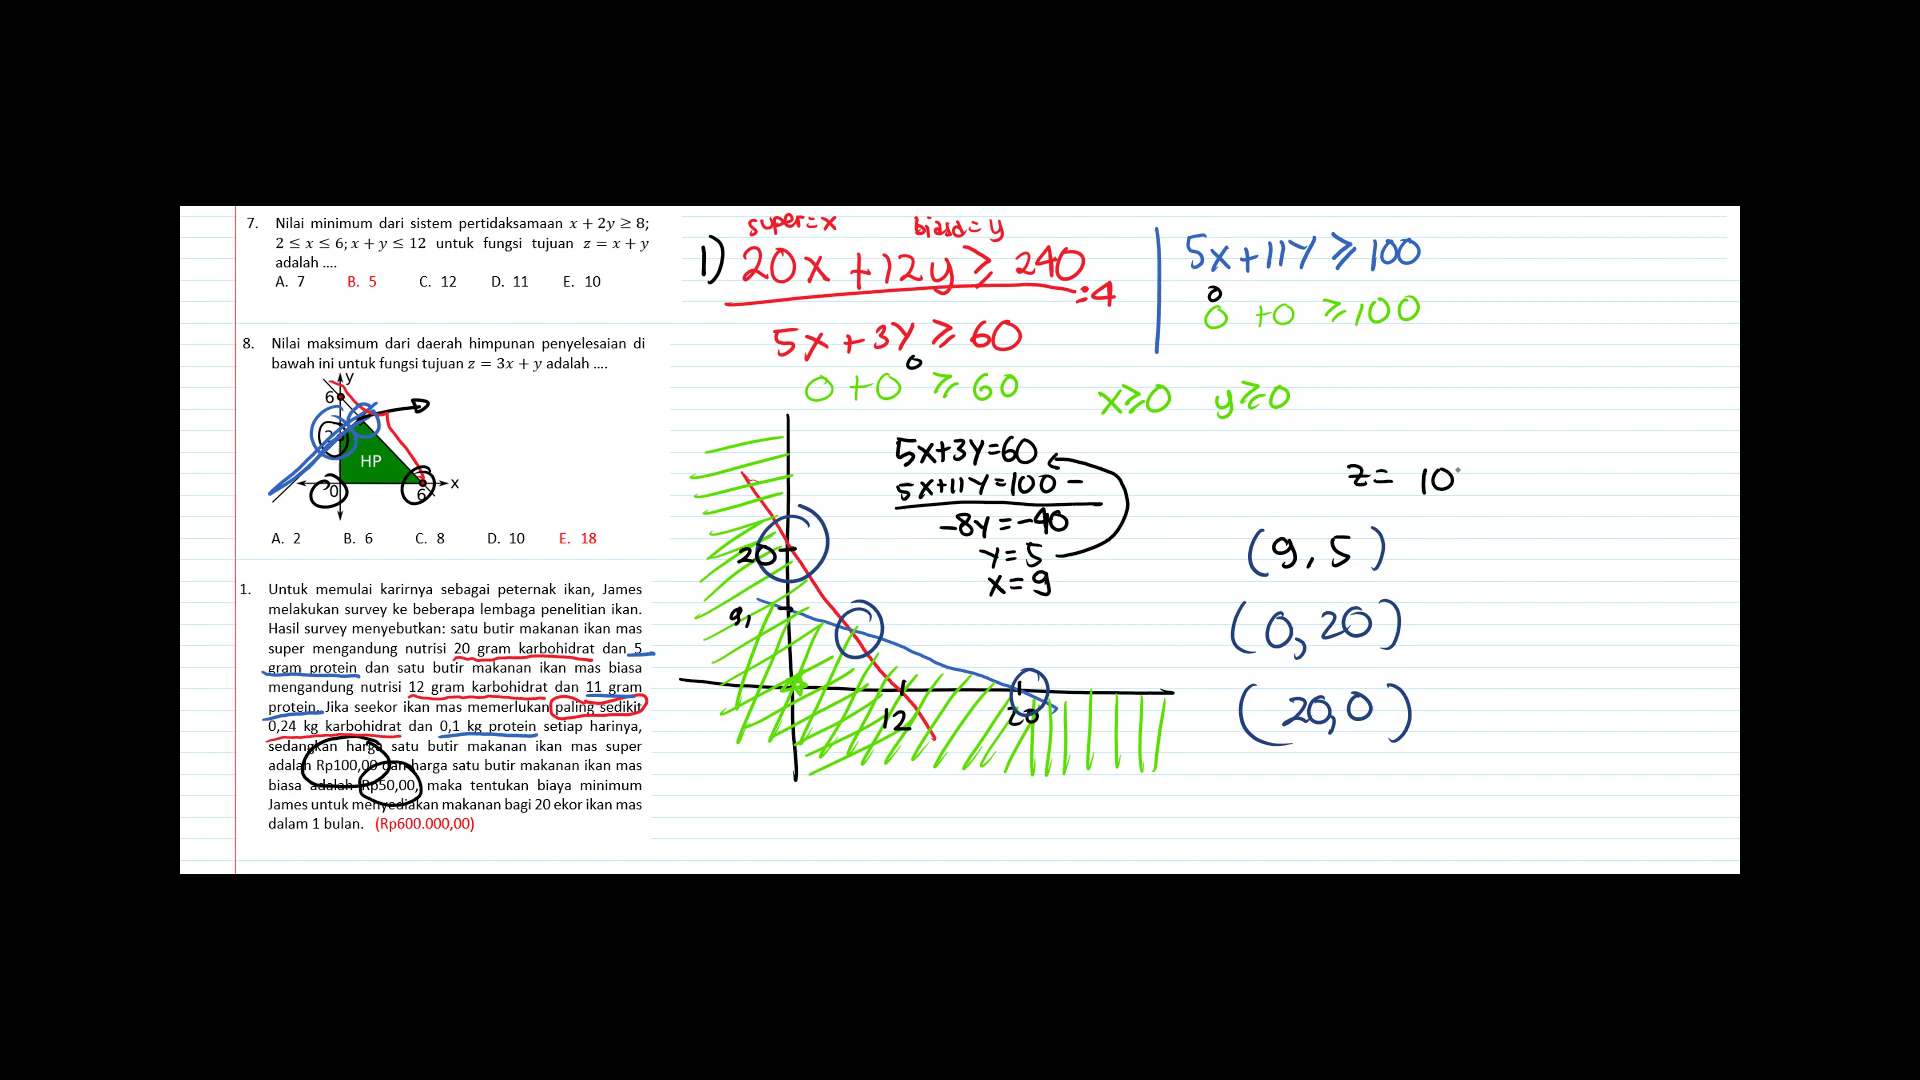 7. Nilai minimum dari sistem pertidaksamaan x + 2y ≥ 8;
2 ≤ x ≤ 6; x + y ≤ 12 untuk fungsi tujuan z = x + y
adalah ....
A. 7 B. 5 C. 12 D. 11 E. 10
8. Nilai maksimum dari daerah himpunan penyelesaian di
bawah ini untuk fungsi tujuan z = 3x + y adalah ....
y
6
HP
0
6
x
A. 2 B. 6 C. 8 D. 10 E. 18
1. Untuk memulai karirnya sebagai peternak ikan, James
melakukan survey ke beberapa lembaga penelitian ikan.
Hasil survey menyebutkan: satu butir makanan ikan mas
super mengandung nutrisi 20 gram karbohidrat dan 5
gram protein dan satu butir makanan ikan mas biasa
mengandung nutrisi 12 gram karbohidrat dan 11 gram
protein. Jika seekor ikan mas memerlukan paling sedikit
0,24 kg karbohidrat dan 0,1 kg protein setiap harinya,
sedangkan harga satu butir makanan ikan mas super
adalah Rp100,00 dan harga satu butir makanan ikan mas
biasa adalah Rp50,00, maka tentukan biaya minimum
James untuk menyediakan makanan bagi 20 ekor ikan mas
dalam 1 bulan. (Rp600.000,00)
super = x biasa = y
1) 20x + 12y ≥ 240
:4
5x + 3y ≥ 60
0 + 0 ≥ 60
5x + 11y ≥ 100
0
0 + 0 ≥ 100
x ≥ 0 y ≥ 0
5x + 3y = 60
5x + 11y = 100 -
-8y = -40
y = 5
x = 9
20
9,
12
20
z = 10
(9, 5)
(0, 20)
(20, 0)